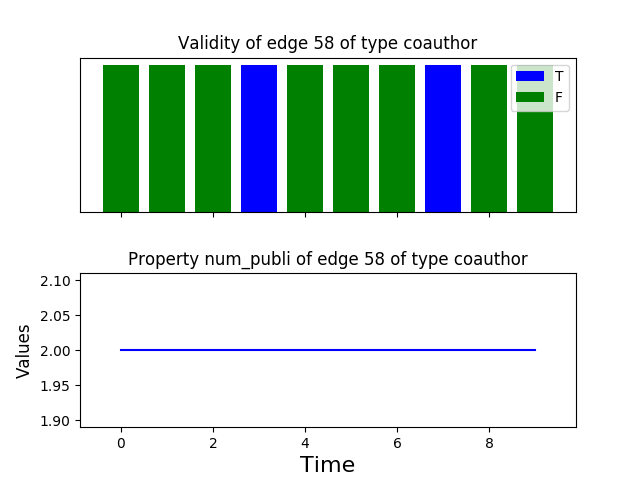 Validity of edge 58 of type coauthor
T
F
Property num_publi of edge 58 of type coauthor
2.10
2.05
2.00
1.95
1.90
Values
0 2 4 6 8
Time